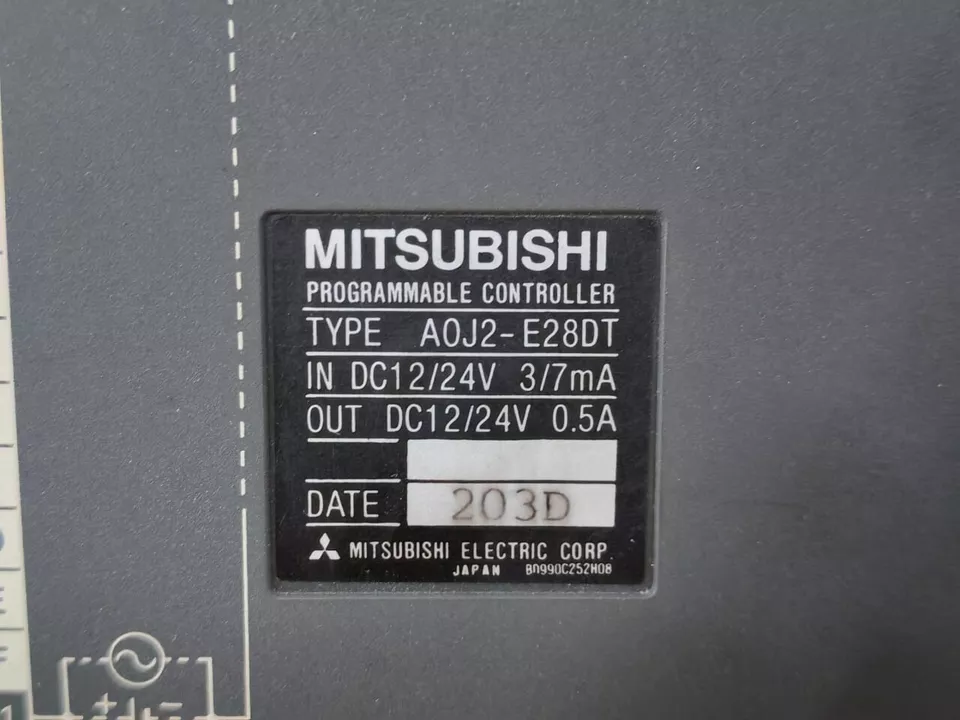 MITSUBISHI
PROGRAMMABLE CONTROLLER
TYPE A0J2-E28DT
IN DC12/24V 3/7mA
OUT DC12/24V 0.5A
DATE 203D
MITSUBISHI ELECTRIC CORP.
JAPAN BD990C252H08
E
F